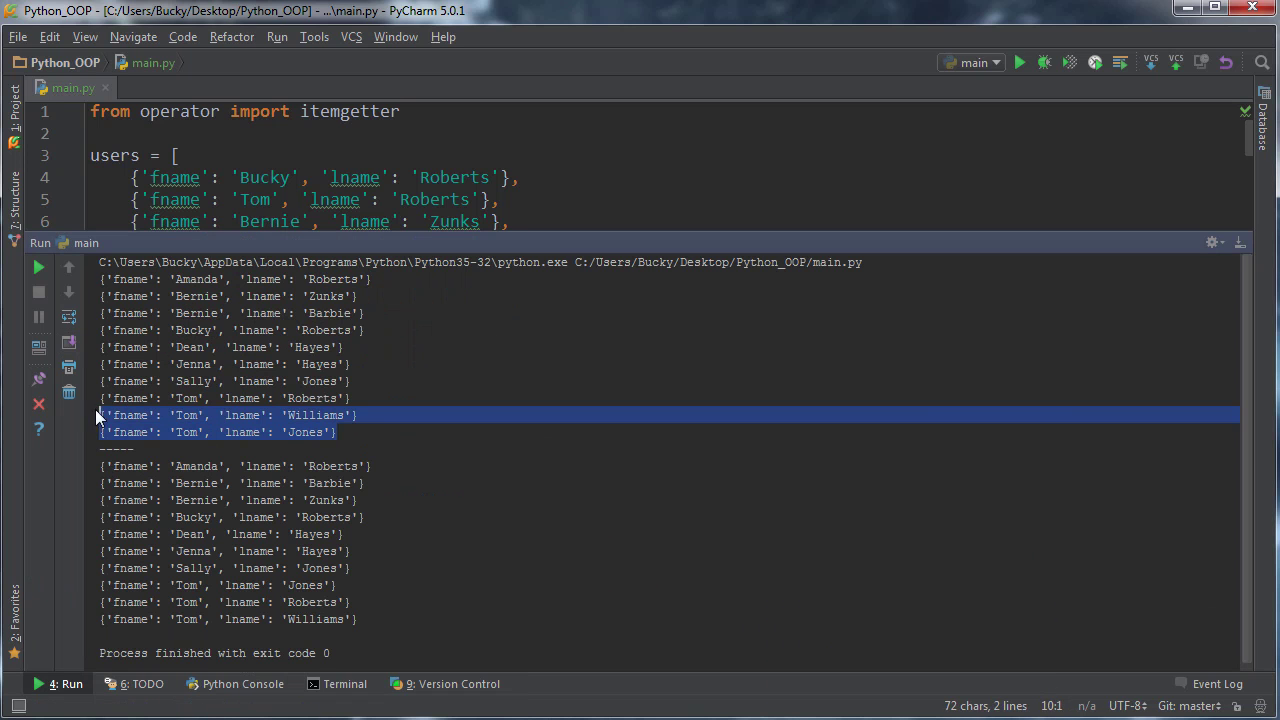 Python_OOP - [C:/Users/Bucky/Desktop/Python_OOP] - ...\main.py - PyCharm 5.0.1
File Edit View Navigate Code Refactor Run Tools VCS Window Help
Python_OOP main.py main VCS VCS
1: Project
main.py
1 from operator import itemgetter
2
3 users = [
4 {'fname': 'Bucky', 'lname': 'Roberts'},
5 {'fname': 'Tom', 'lname': 'Roberts'},
6 {'fname': 'Bernie', 'lname': 'Zunks'},
Database
7: Structure
Run main
C:\Users\Bucky\AppData\Local\Programs\Python\Python35-32\python.exe C:/Users/Bucky/Desktop/Python_OOP/main.py
{'fname': 'Amanda', 'lname': 'Roberts'}
{'fname': 'Bernie', 'lname': 'Zunks'}
{'fname': 'Bernie', 'lname': 'Barbie'}
{'fname': 'Bucky', 'lname': 'Roberts'}
{'fname': 'Dean', 'lname': 'Hayes'}
{'fname': 'Jenna', 'lname': 'Hayes'}
{'fname': 'Sally', 'lname': 'Jones'}
{'fname': 'Tom', 'lname': 'Roberts'}
{'fname': 'Tom', 'lname': 'Williams'}
{'fname': 'Tom', 'lname': 'Jones'}
-----
{'fname': 'Amanda', 'lname': 'Roberts'}
{'fname': 'Bernie', 'lname': 'Barbie'}
{'fname': 'Bernie', 'lname': 'Zunks'}
{'fname': 'Bucky', 'lname': 'Roberts'}
{'fname': 'Dean', 'lname': 'Hayes'}
{'fname': 'Jenna', 'lname': 'Hayes'}
{'fname': 'Sally', 'lname': 'Jones'}
{'fname': 'Tom', 'lname': 'Jones'}
{'fname': 'Tom', 'lname': 'Roberts'}
{'fname': 'Tom', 'lname': 'Williams'}
Process finished with exit code 0
2: Favorites
4: Run 6: TODO Python Console Terminal 9: Version Control Event Log
72 chars, 2 lines 10:1 n/a UTF-8 Git: master